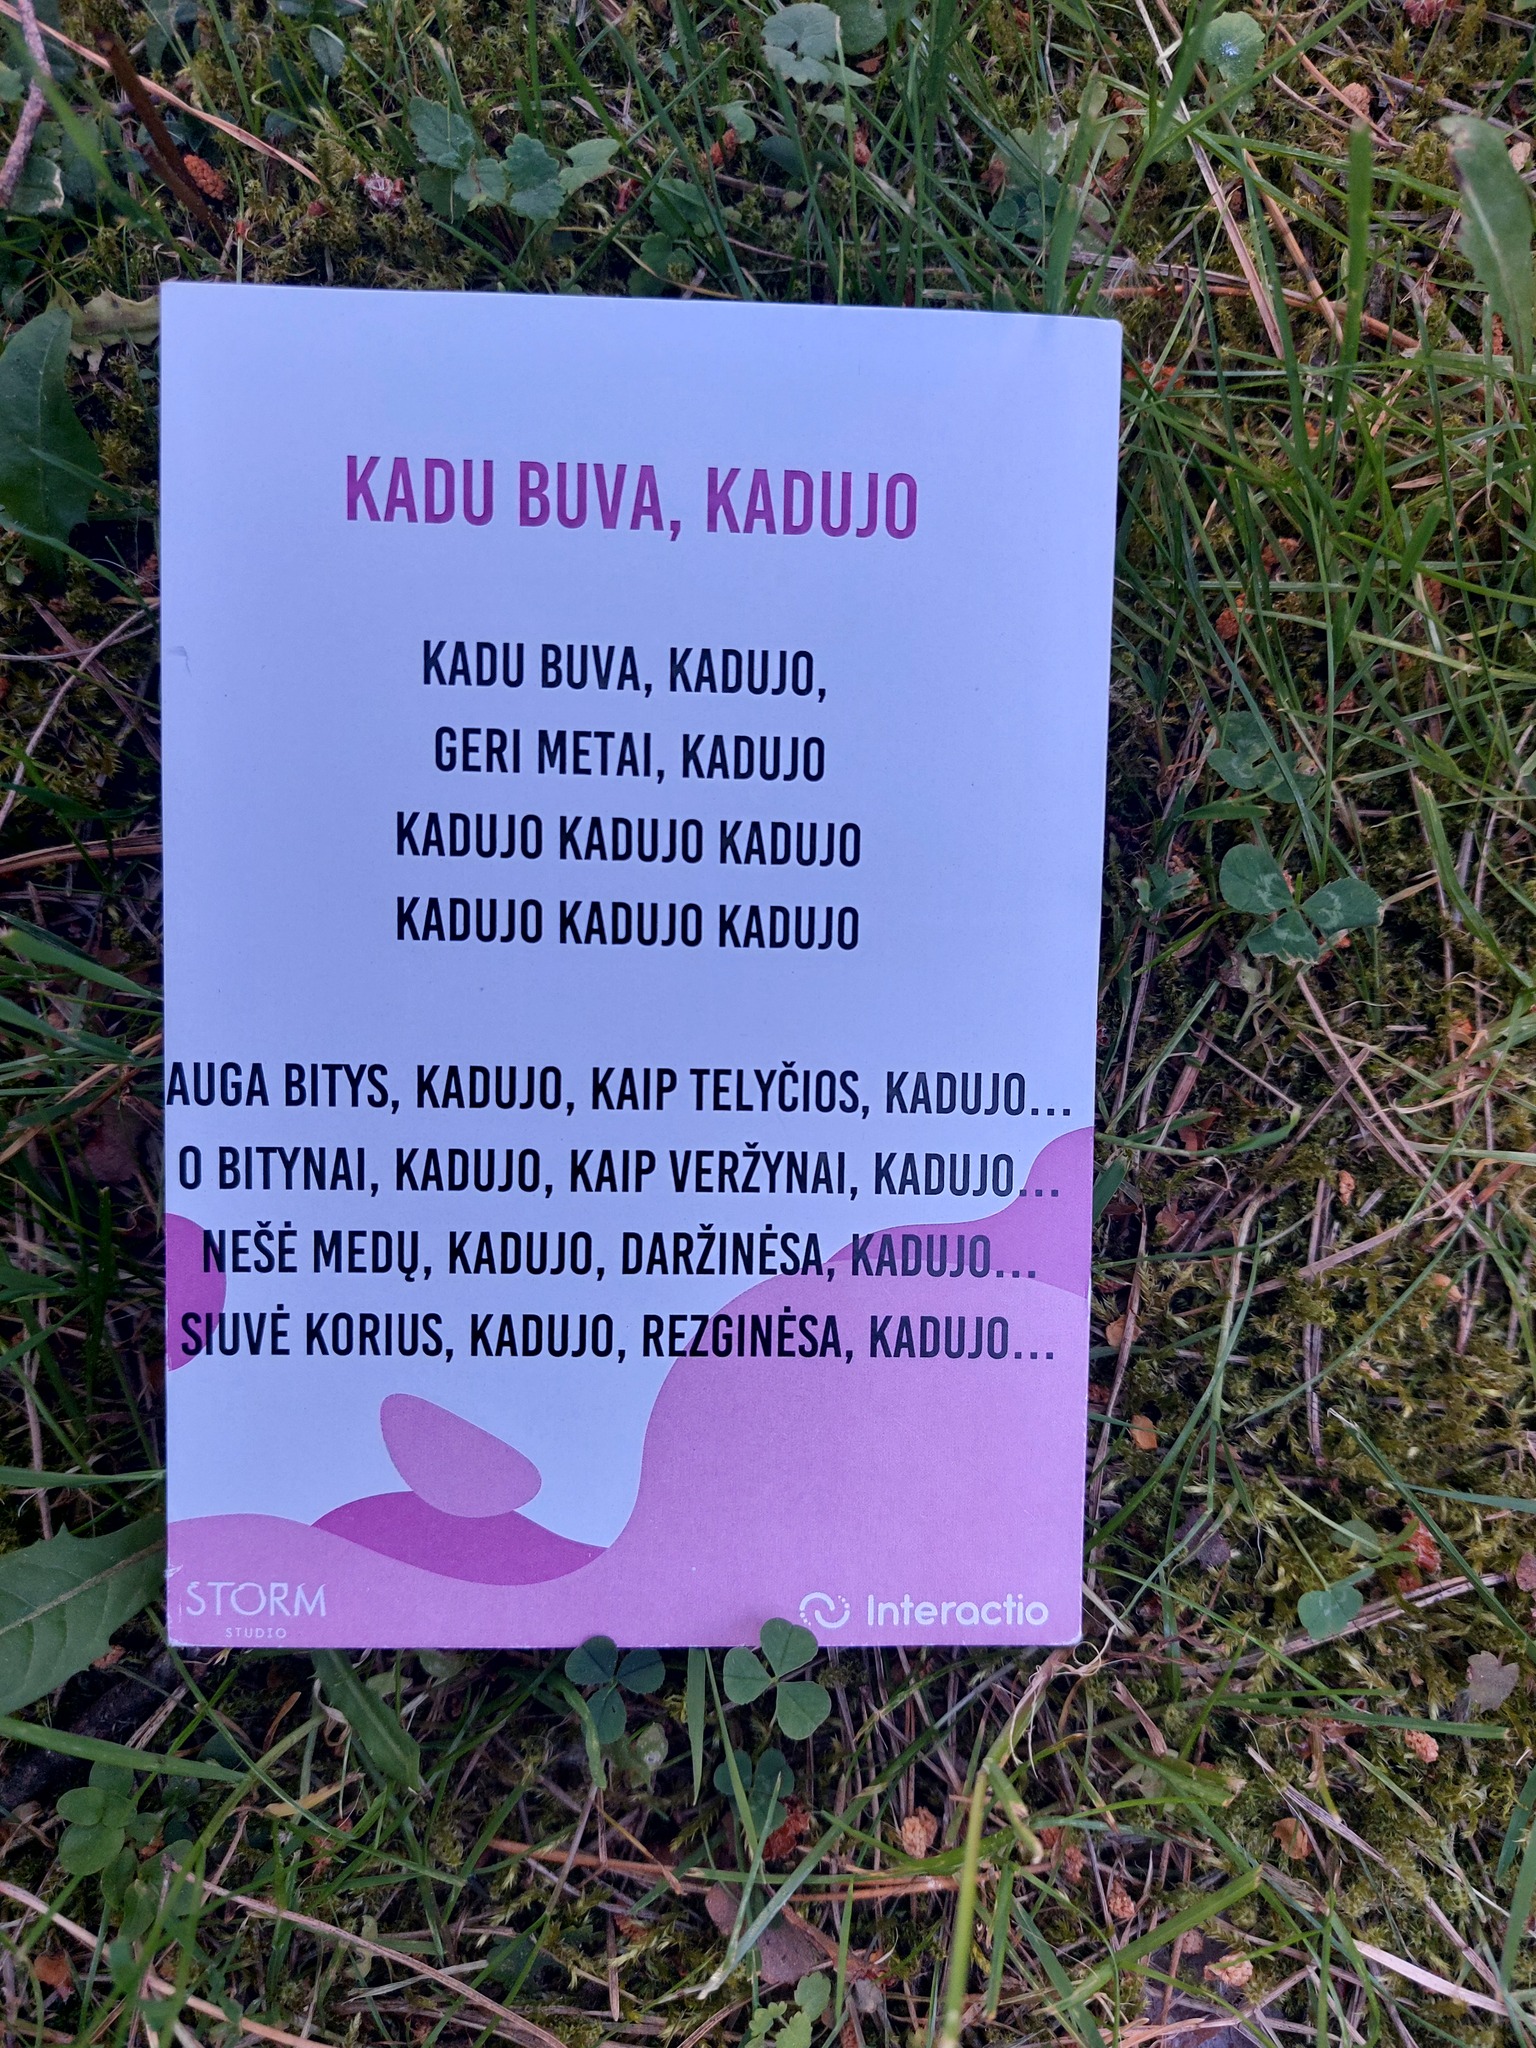 KADU BUVA, KADUJO
KADU BUVA, KADUJO,
GERI METAI, KADUJO
KADUJO KADUJO KADUJO
KADUJO KADUJO KADUJO
AUGA BITYS, KADUJO, KAIP TELYČIOS, KADUJO...
O BITYNAI, KADUJO, KAIP VERŽYNAI, KADUJO...
NEŠĖ MEDŲ, KADUJO, DARŽINĖSA, KADUJO...
SIUVĖ KORIUS, KADUJO, REZGINĖSA, KADUJO...
STORM
STUDIO
Interactio